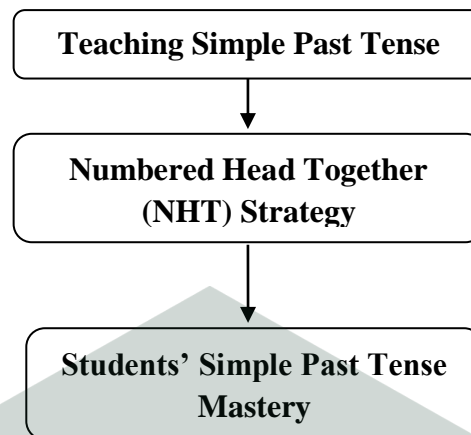 Teaching Simple Past Tense
Numbered Head Together
(NHT) Strategy
Students’ Simple Past Tense
Mastery